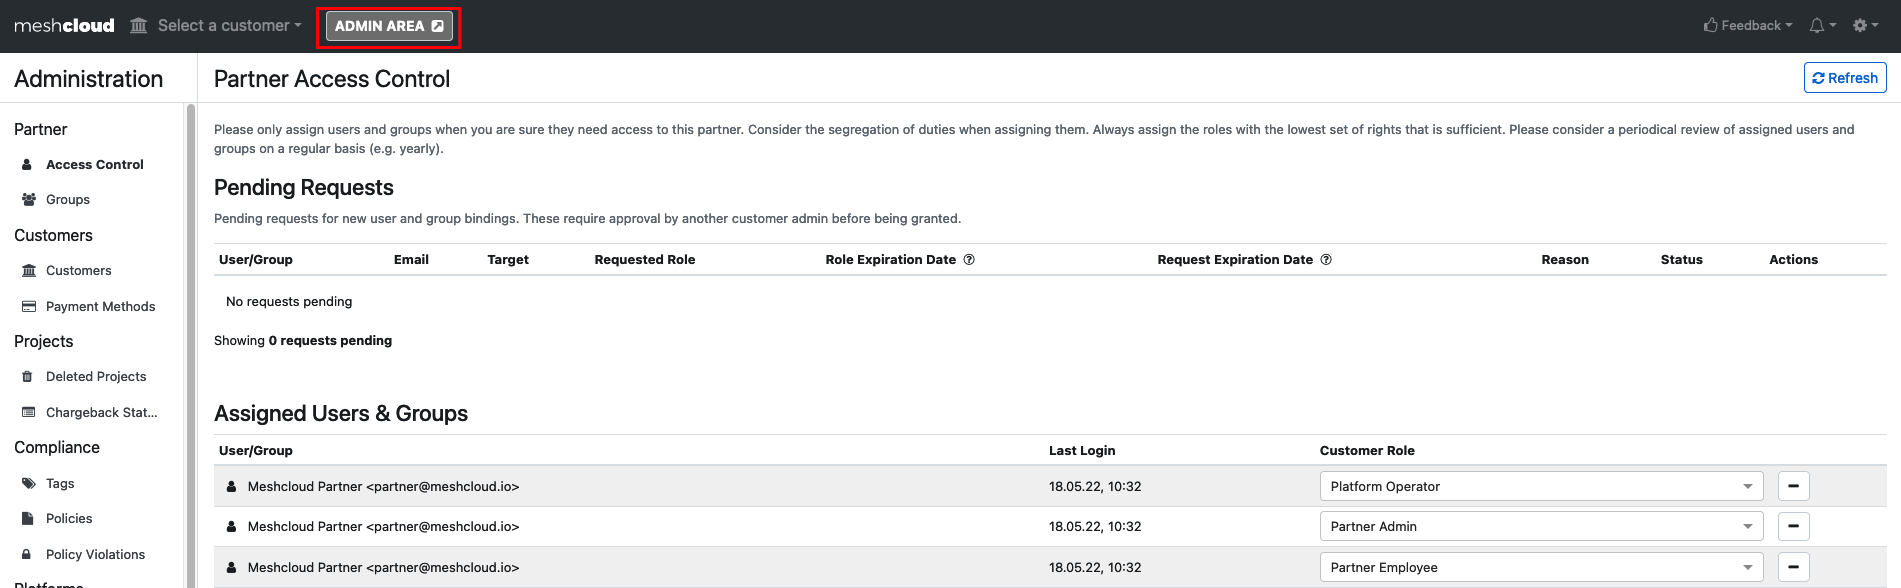 meshcloud Select a customer ADMIN AREA Feedback
Administration
Partner
Access Control
Groups
Customers
Customers
Payment Methods
Projects
Deleted Projects
Chargeback Stat...
Compliance
Tags
Policies
Policy Violations
Platforms
Partner Access Control
Refresh
Please only assign users and groups when you are sure they need access to this partner. Consider the segregation of duties when assigning them. Always assign the roles with the lowest set of rights that is sufficient. Please consider a periodical review of assigned users and
groups on a regular basis (e.g. yearly).
Pending Requests
Pending requests for new user and group bindings. These require approval by another customer admin before being granted.
User/Group Email Target Requested Role Role Expiration Date Request Expiration Date Reason Status Actions
No requests pending
Showing 0 requests pending
Assigned Users & Groups
User/Group Last Login Customer Role
Meshcloud Partner <partner@meshcloud.io> 18.05.22, 10:32 Platform Operator
Meshcloud Partner <partner@meshcloud.io> 18.05.22, 10:32 Partner Admin
Meshcloud Partner <partner@meshcloud.io> 18.05.22, 10:32 Partner Employee